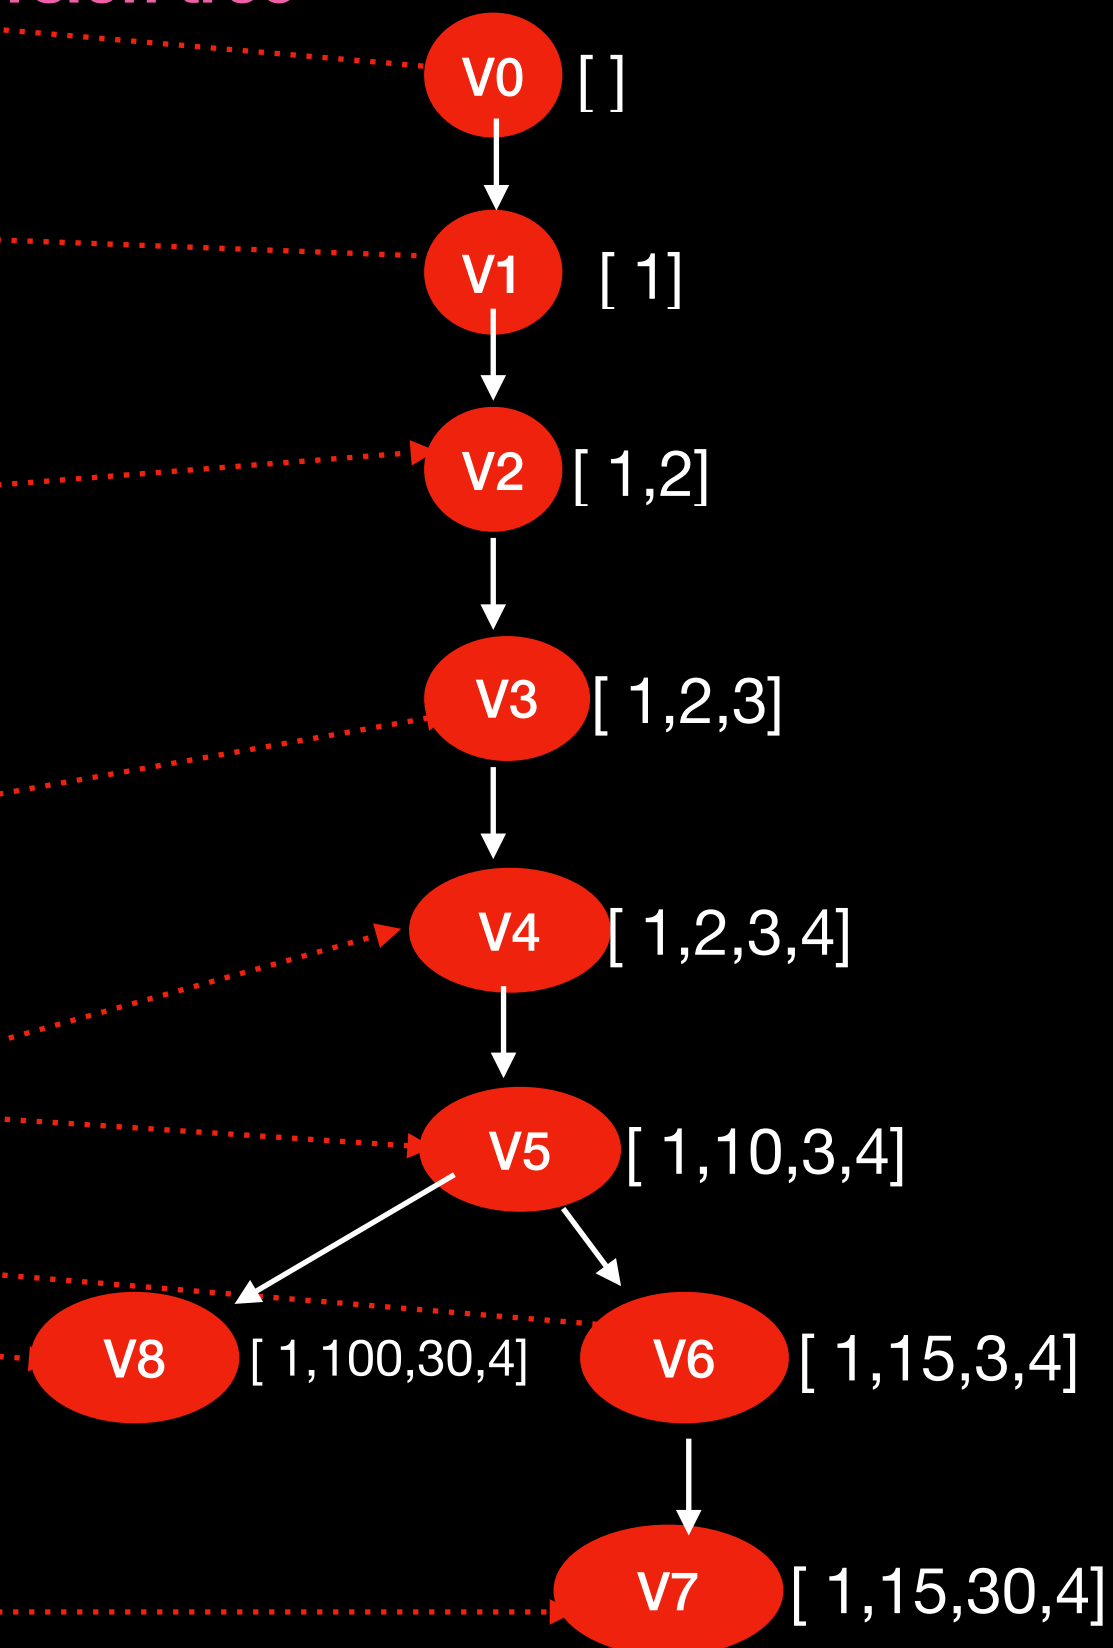 V0 [ ]
V1 [ 1]
V2 [ 1,2]
V3 [ 1,2,3]
V4 [ 1,2,3,4]
V5 [ 1,10,3,4]
V8 [ 1,100,30,4] V6 [ 1,15,3,4]
V7 [ 1,15,30,4]